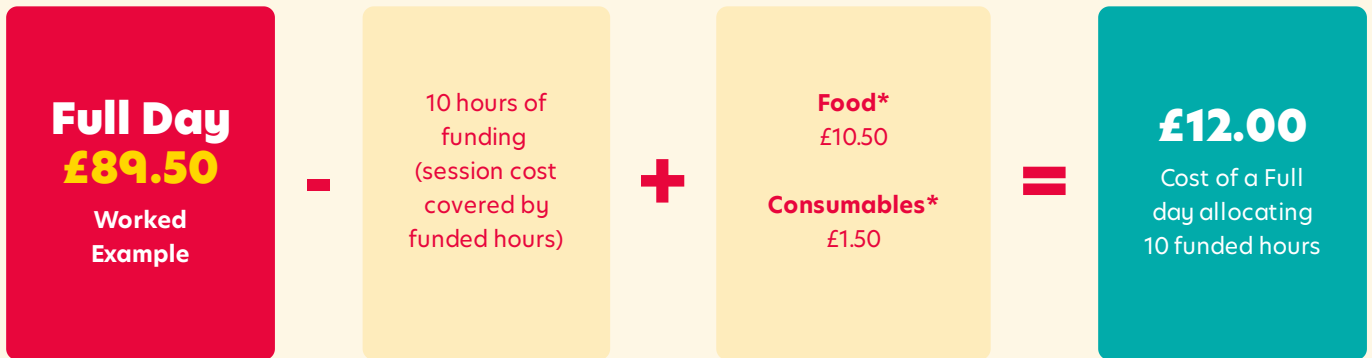 Full Day
£89.50
Worked
Example
-
10 hours of
funding
(session cost
covered by
funded hours)
+
Food*
£10.50
Consumables*
£1.50
=
£12.00
Cost of a Full
day allocating
10 funded hours